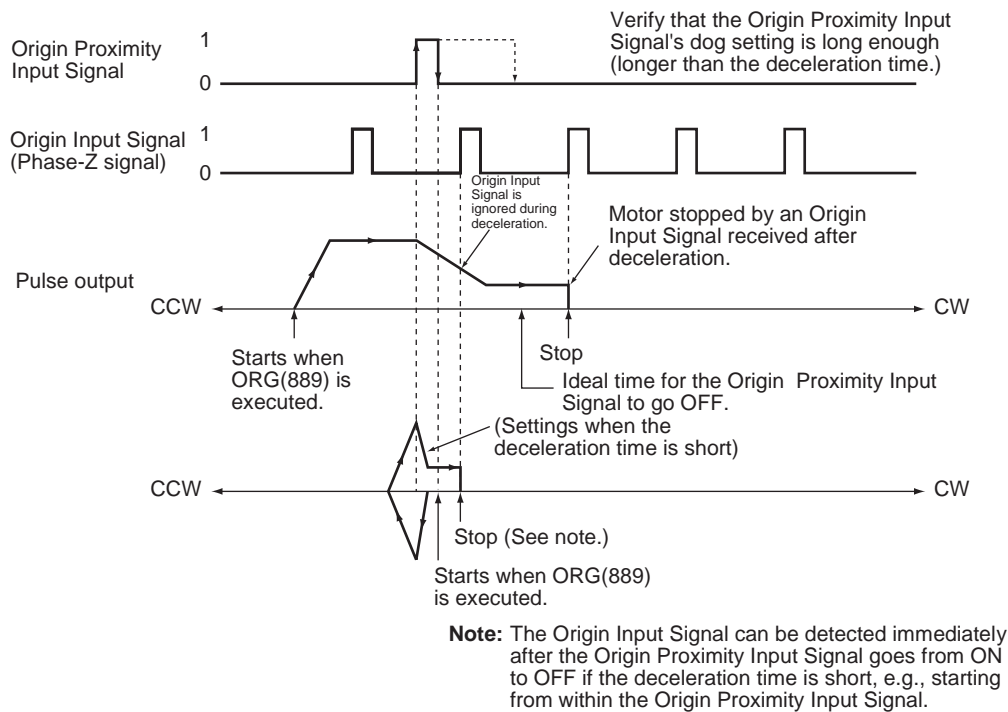 Origin Proximity
Input Signal
1
0
Verify that the Origin Proximity Input
Signal's dog setting is long enough
(longer than the deceleration time.)
Origin Input Signal
(Phase-Z signal)
1
0
Origin Input
Signal is
ignored during
deceleration.
Motor stopped by an Origin
Input Signal received after
deceleration.
Pulse output
CCW
CW
Starts when
ORG(889) is
executed.
Stop
Ideal time for the Origin Proximity Input
Signal to go OFF.
(Settings when the
deceleration time is short)
CCW
CW
Stop (See note.)
Starts when ORG(889)
is executed.
Note: The Origin Input Signal can be detected immediately
after the Origin Proximity Input Signal goes from ON
to OFF if the deceleration time is short, e.g., starting
from within the Origin Proximity Input Signal.